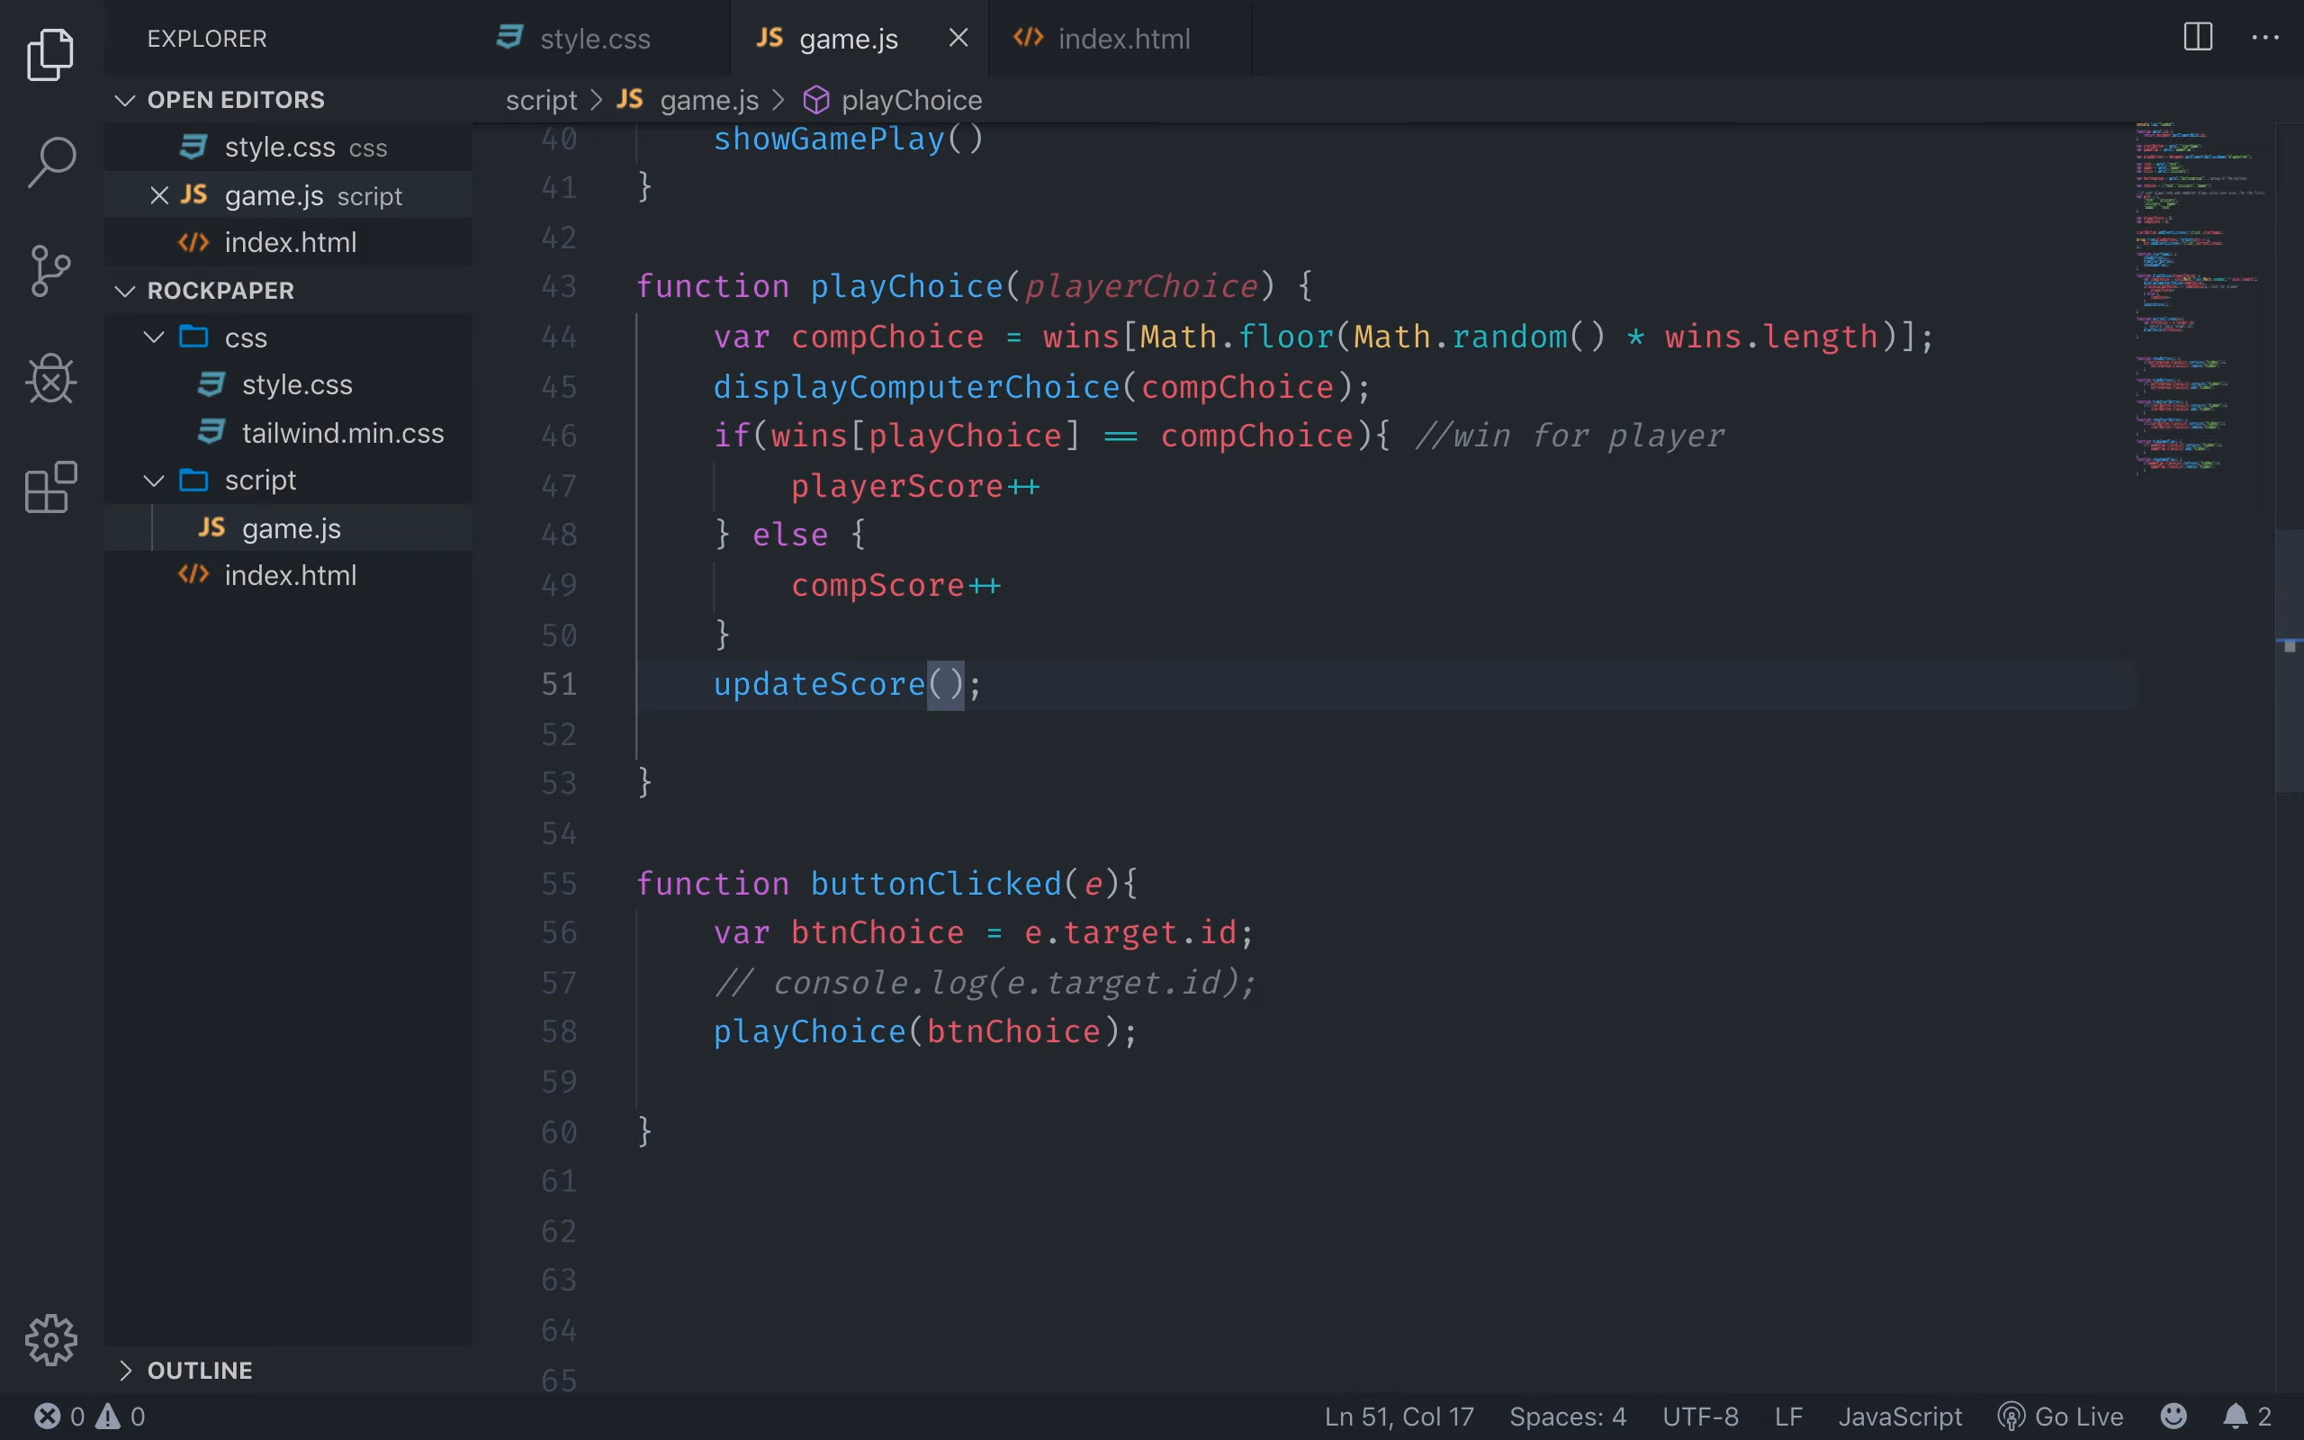 EXPLORER
style.css
JS game.js
index.html
OPEN EDITORS
style.css css
JS game.js script
index.html
ROCKPAPER
css
style.css
tailwind.min.css
script
JS game.js
index.html
OUTLINE
script > JS game.js > playChoice
40 showGamePlay()
41 }
42
43 function playChoice(playerChoice) {
44 var compChoice = wins[Math.floor(Math.random() * wins.length)];
45 displayComputerChoice(compChoice);
46 if(wins[playChoice] == compChoice){ //win for player
47 playerScore++
48 } else {
49 compScore++
50 }
51 updateScore();
52
53 }
54
55 function buttonClicked(e){
56 var btnChoice = e.target.id;
57 // console.log(e.target.id);
58 playChoice(btnChoice);
59
60 }
61
62
63
64
65
0 0
Ln 51, Col 17 Spaces: 4 UTF-8 LF JavaScript Go Live 2